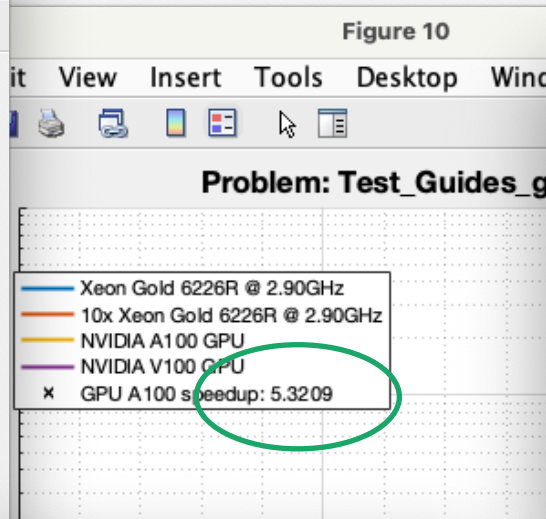 Figure 10
it View Insert Tools Desktop Wind
Problem: Test_Guides_g
Xeon Gold 6226R @ 2.90GHz
10x Xeon Gold 6226R @ 2.90GHz
NVIDIA A100 GPU
NVIDIA V100 GPU
GPU A100 speedup: 5.3209